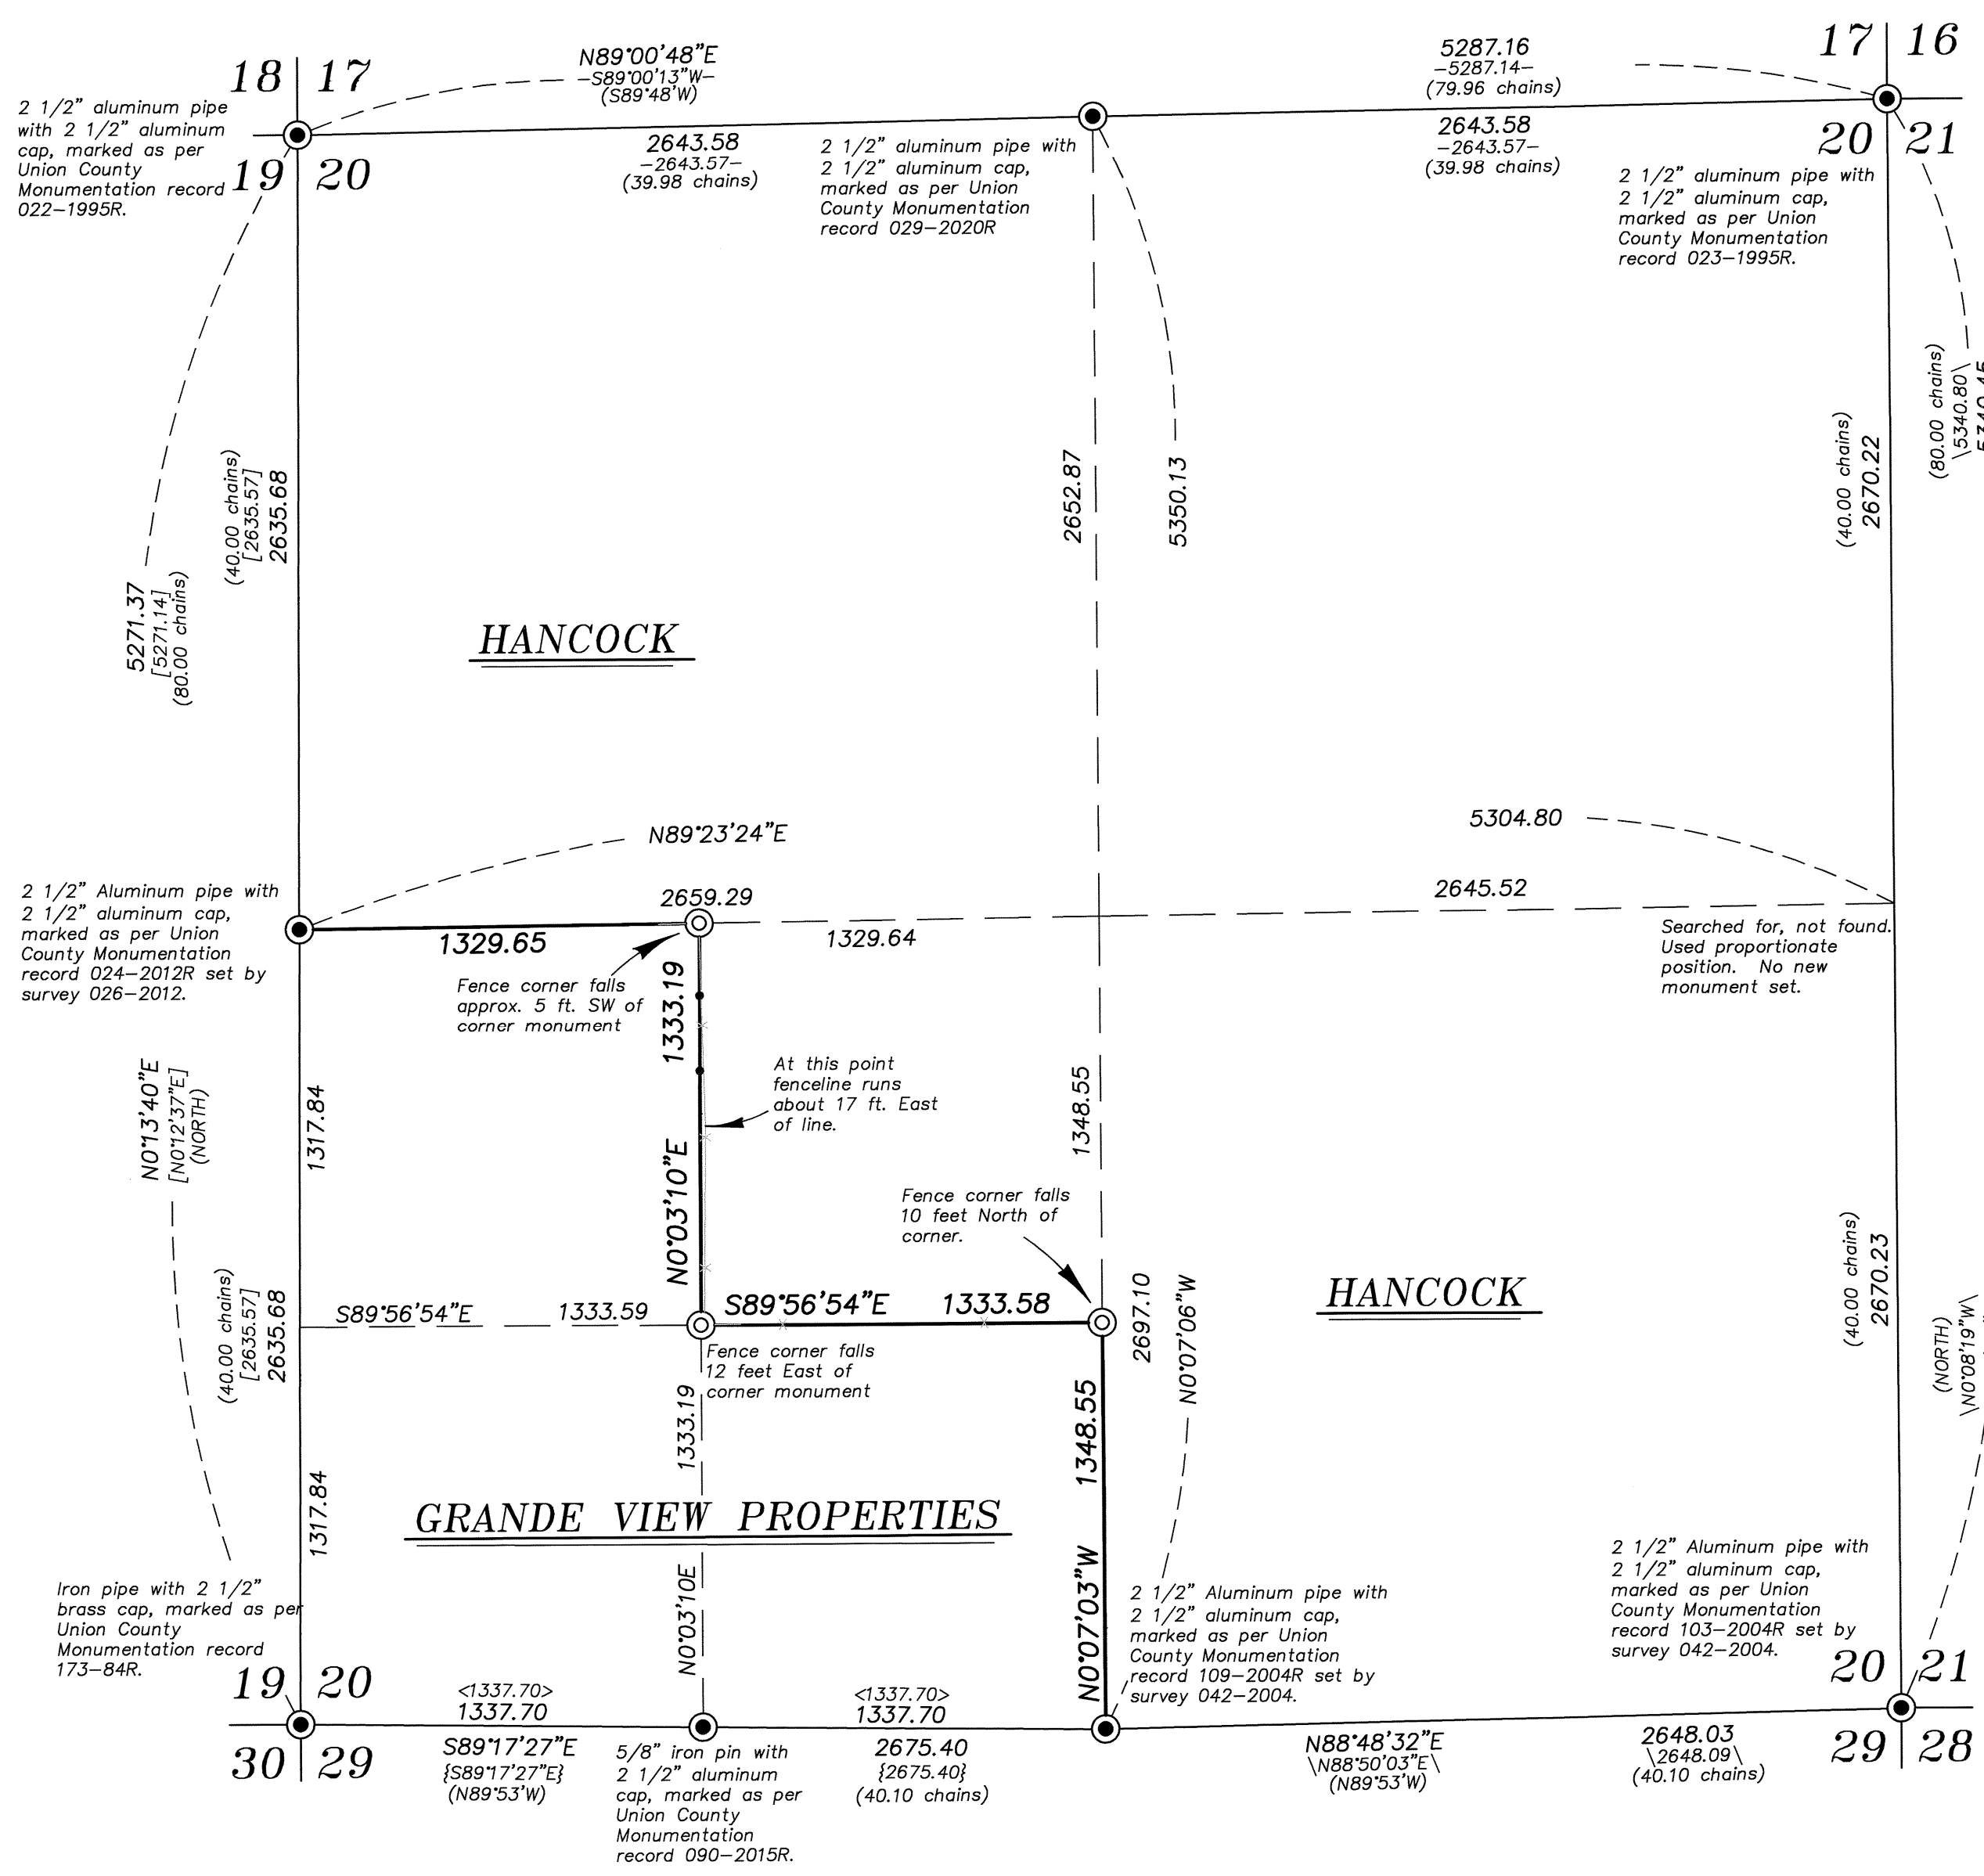 18 17
19 20
N89°00'48"E
–S89°00'13"W–
(S89°48'W)
5287.16
–5287.14–
(79.96 chains)
17 16
20 21
2 1/2" aluminum pipe
with 2 1/2" aluminum
cap, marked as per
Union County
Monumentation record
022–1995R.
2643.58
–2643.57–
(39.98 chains)
2 1/2" aluminum pipe with
2 1/2" aluminum cap,
marked as per Union
County Monumentation
record 029–2020R
2643.58
–2643.57–
(39.98 chains)
2 1/2" aluminum pipe with
2 1/2" aluminum cap,
marked as per Union
County Monumentation
record 023–1995R.
5271.37
[5271.14]
(80.00 chains)
(40.00 chains)
[2635.57]
2635.68
2652.87
5350.13
(40.00 chains)
2670.22
(80.00 chains)
\5340.80\
HANCOCK
N89°23'24"E
5304.80
2 1/2" Aluminum pipe with
2 1/2" aluminum cap,
marked as per Union
County Monumentation
record 024–2012R set by
survey 026–2012.
2659.29
2645.52
1329.65
1329.64
Searched for, not found.
Used proportionate
position. No new
monument set.
Fence corner falls
approx. 5 ft. SW of
corner monument
1333.19
N0°03'10"E
At this point
fenceline runs
about 17 ft. East
of line.
N0°13'40"E
[N0°12'37"E]
(NORTH)
1317.84
1348.55
Fence corner falls
10 feet North of
corner.
(40.00 chains)
[2635.57]
2635.68
S89°56'54"E
1333.59
S89°56'54"E
1333.58
2697.10
N0°07'06"W
HANCOCK
(40.00 chains)
2670.23
(NORTH)
\N0°08'19"W\
Fence corner falls
12 feet East of
corner monument
1333.19
1348.55
1317.84
GRANDE VIEW PROPERTIES
N0°03'10E
N0°07'03"W
Iron pipe with 2 1/2"
brass cap, marked as per
Union County
Monumentation record
173–84R.
2 1/2" Aluminum pipe with
2 1/2" aluminum cap,
marked as per Union
County Monumentation
record 109–2004R set by
survey 042–2004.
2 1/2" Aluminum pipe with
2 1/2" aluminum cap,
marked as per Union
County Monumentation
record 103–2004R set by
survey 042–2004.
19 20
30 29
<1337.70>
1337.70
<1337.70>
1337.70
20 21
29 28
S89°17'27"E
{S89°17'27"E}
(N89°53'W)
5/8" iron pin with
2 1/2" aluminum
cap, marked as per
Union County
Monumentation
record 090–2015R.
2675.40
{2675.40}
(40.10 chains)
N88°48'32"E
\N88°50'03"E\
(N89°53'W)
2648.03
\2648.09\
(40.10 chains)